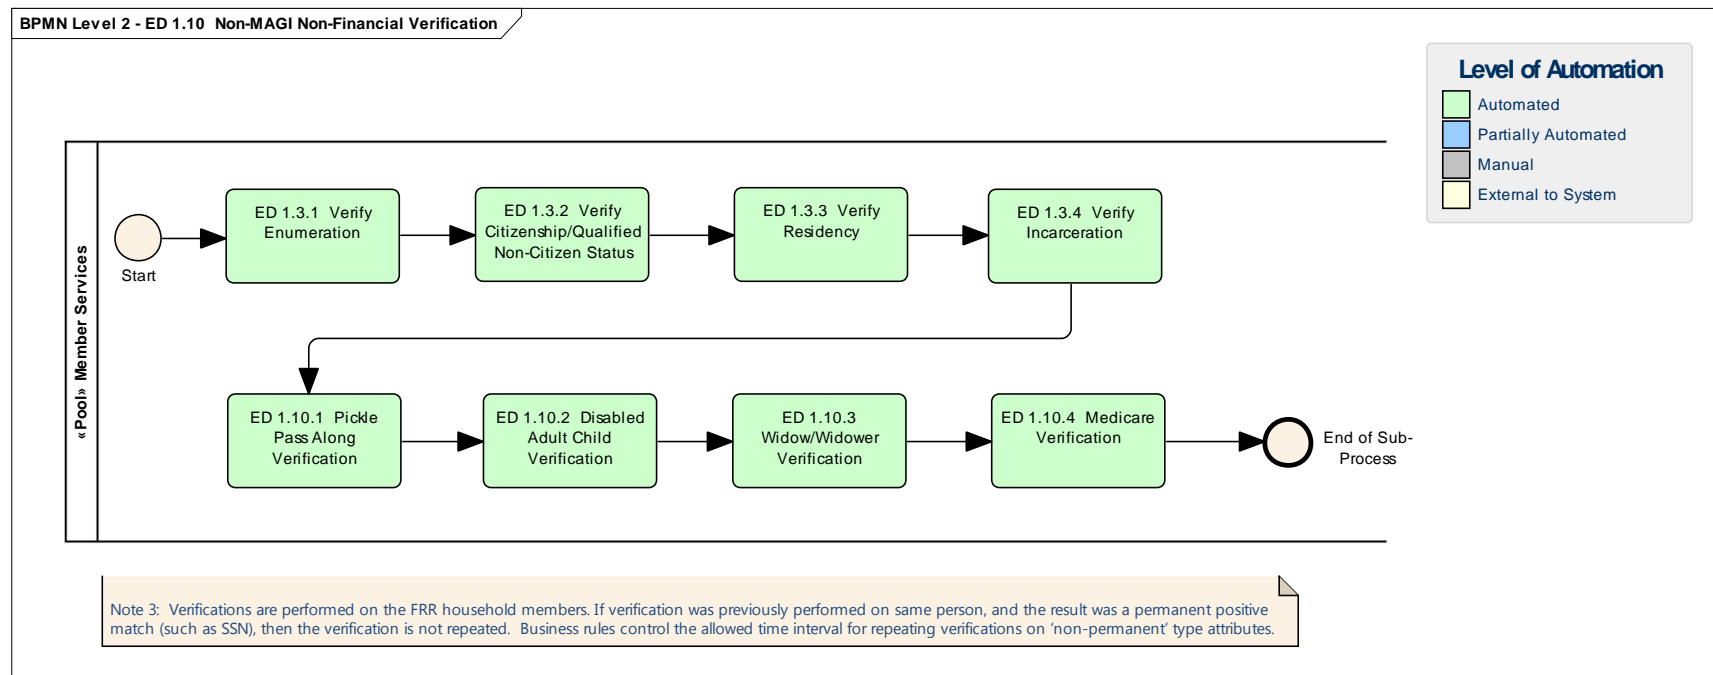 BPMN Level 2 - ED 1.10 Non-MAGI Non-Financial Verification
Level of Automation
Automated
Partially Automated
Manual
External to System
«Pool» Member Services
Start
ED 1.3.1 Verify
Enumeration
ED 1.3.2 Verify
Citizenship/Qualified
Non-Citizen Status
ED 1.3.3 Verify
Residency
ED 1.3.4 Verify
Incarceration
ED 1.10.1 Pickle
Pass Along
Verification
ED 1.10.2 Disabled
Adult Child
Verification
ED 1.10.3
Widow/Widower
Verification
ED 1.10.4 Medicare
Verification
End of Sub-
Process
Note 3: Verifications are performed on the FRR household members. If verification was previously performed on same person, and the result was a permanent positive
match (such as SSN), then the verification is not repeated. Business rules control the allowed time interval for repeating verifications on ‘non-permanent’ type attributes.